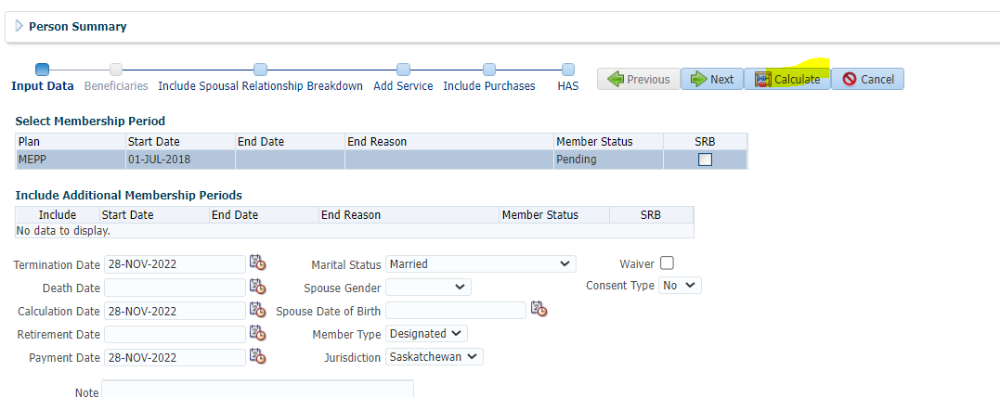 Person Summary
Input Data Beneficiaries Include Spousal Relationship Breakdown Add Service Include Purchases HAS Previous Next Calculate Cancel
Select Membership Period
Plan Start Date End Date End Reason Member Status SRB
MEPP 01-JUL-2018 Pending
Include Additional Membership Periods
Include Start Date End Date End Reason Member Status SRB
No data to display.
Termination Date 28-NOV-2022 Marital Status Married Waiver
Death Date Spouse Gender Consent Type No
Calculation Date 28-NOV-2022 Spouse Date of Birth
Retirement Date Member Type Designated
Payment Date 28-NOV-2022 Jurisdiction Saskatchewan
Note